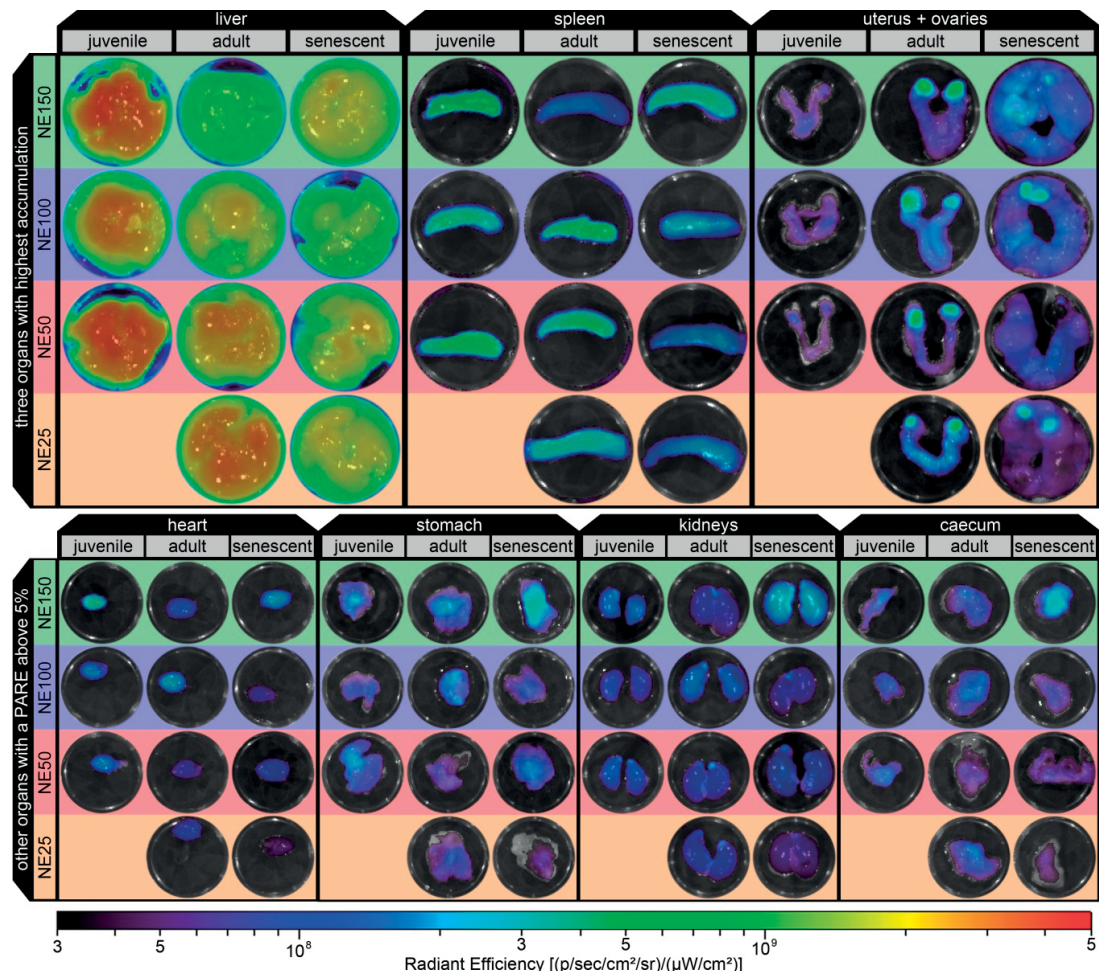 liver spleen uterus + ovaries
juvenile adult senescent juvenile adult senescent juvenile adult senescent
three organs with highest accumulation
NE150
NE100
NE50
NE25
heart stomach kidneys caecum
juvenile adult senescent juvenile adult senescent juvenile adult senescent juvenile adult senescent
other organs with a PARE above 5%
NE150
NE100
NE50
NE25
3 5 10⁸ 3 5 10⁹ 5
Radiant Efficiency [(p/sec/cm²/sr)/(µW/cm²)]